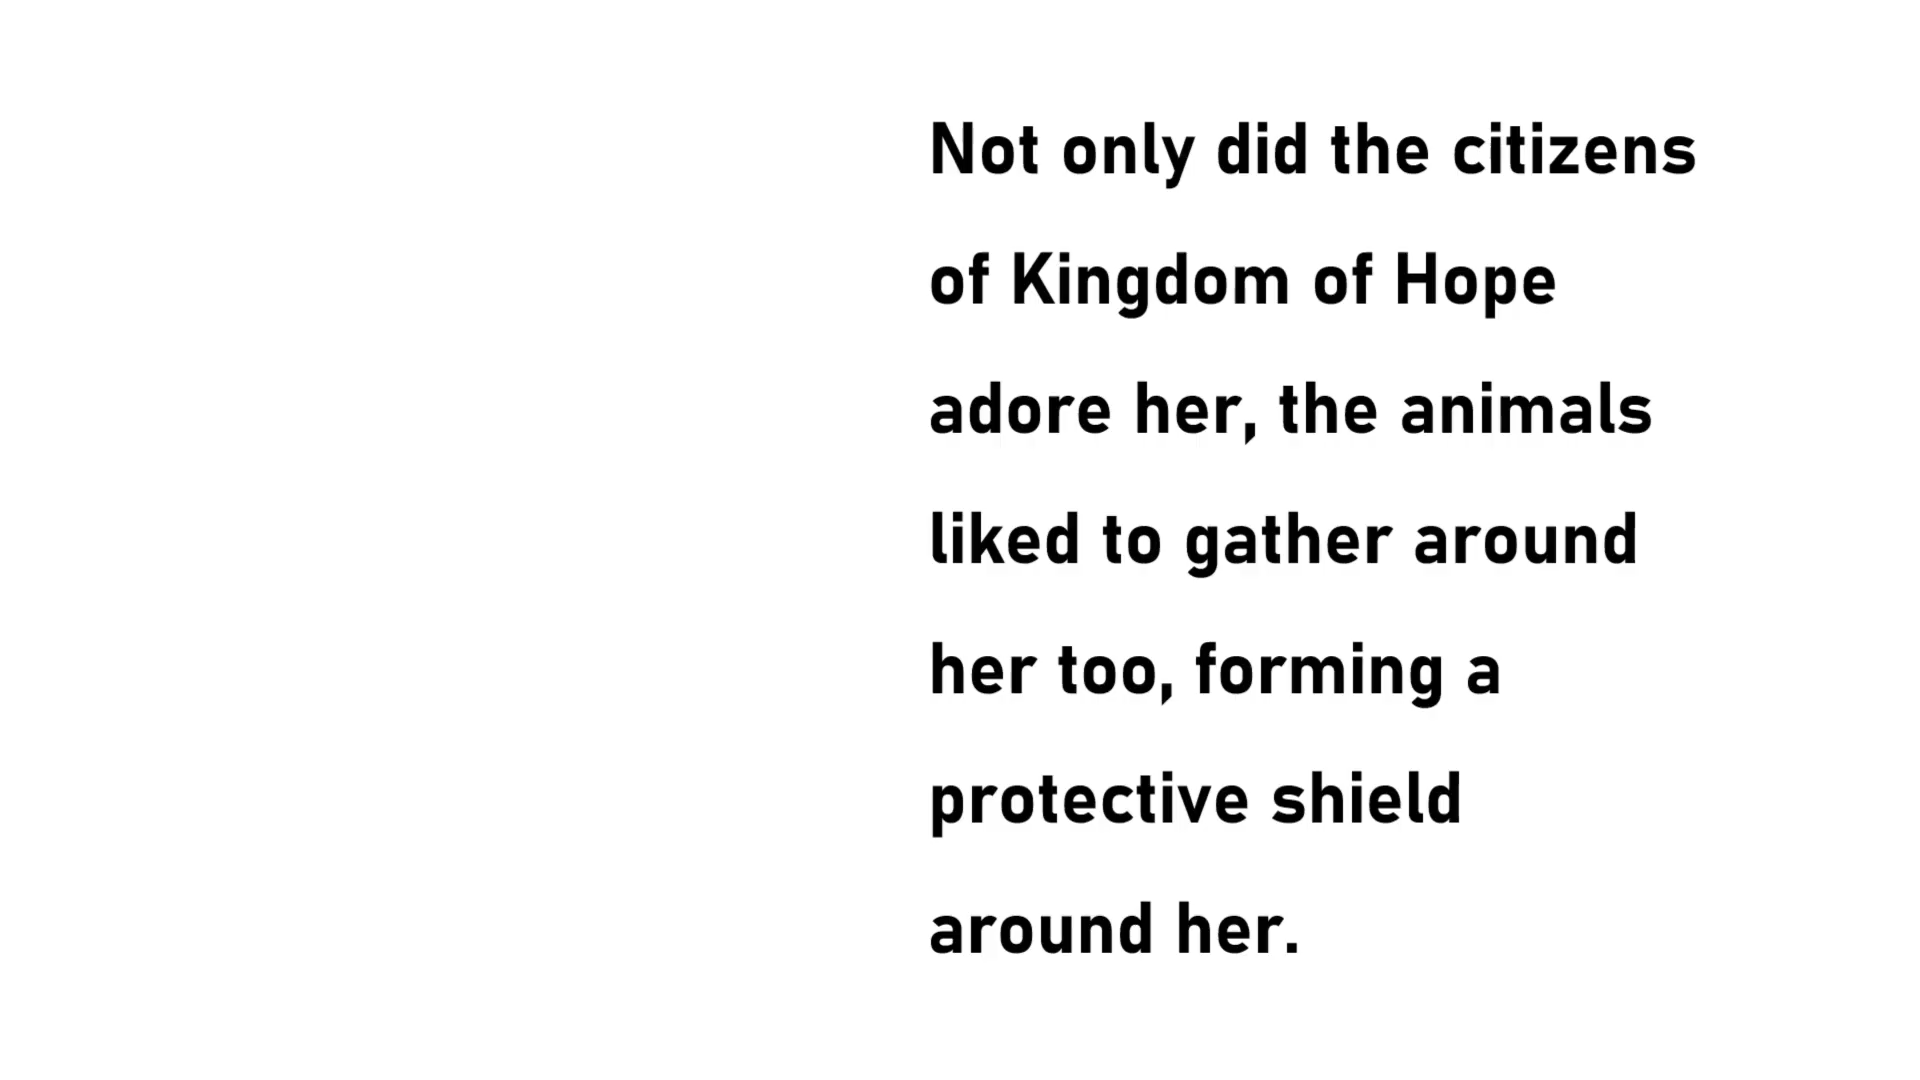 Not only did the citizens
of Kingdom of Hope
adore her, the animals
liked to gather around
her too, forming a
protective shield
around her.